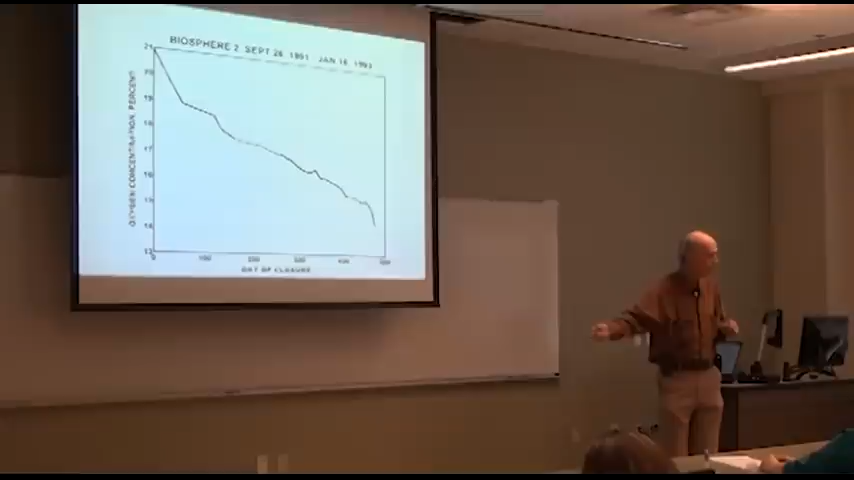 BIOSPHERE 2 SEPT 26 1991 JAN 16 1993
OXYGEN CONCENTRATION, PERCENT
21
20
19
18
17
16
15
14
13
0 100 200 300 400 500
DAY OF CLOSURE